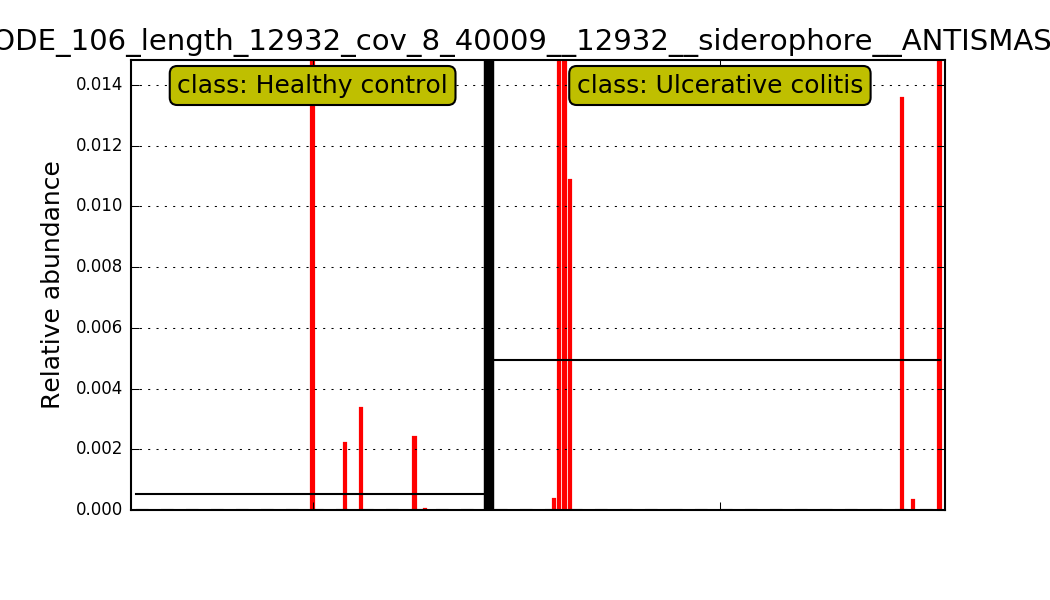 ODE_106_length_12932_cov_8_40009__12932__siderophore__ANTISMAS
class: Healthy control
class: Ulcerative colitis
Relative abundance
0.014
0.012
0.010
0.008
0.006
0.004
0.002
0.000